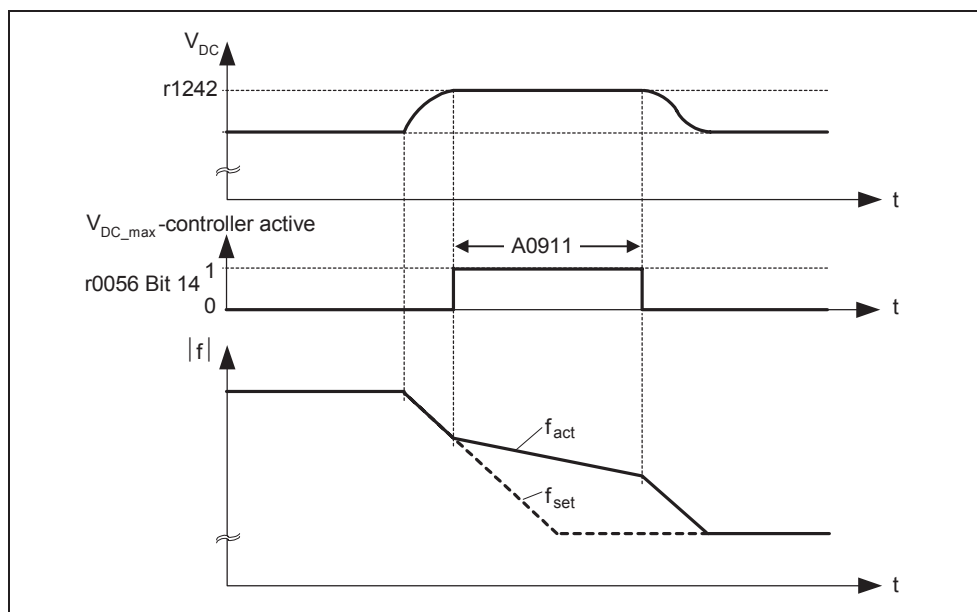 V_DC
r1242
t
V_DC_max-controller active
A0911
1
r0056 Bit 14
0
t
|f|
f_act
f_set
t